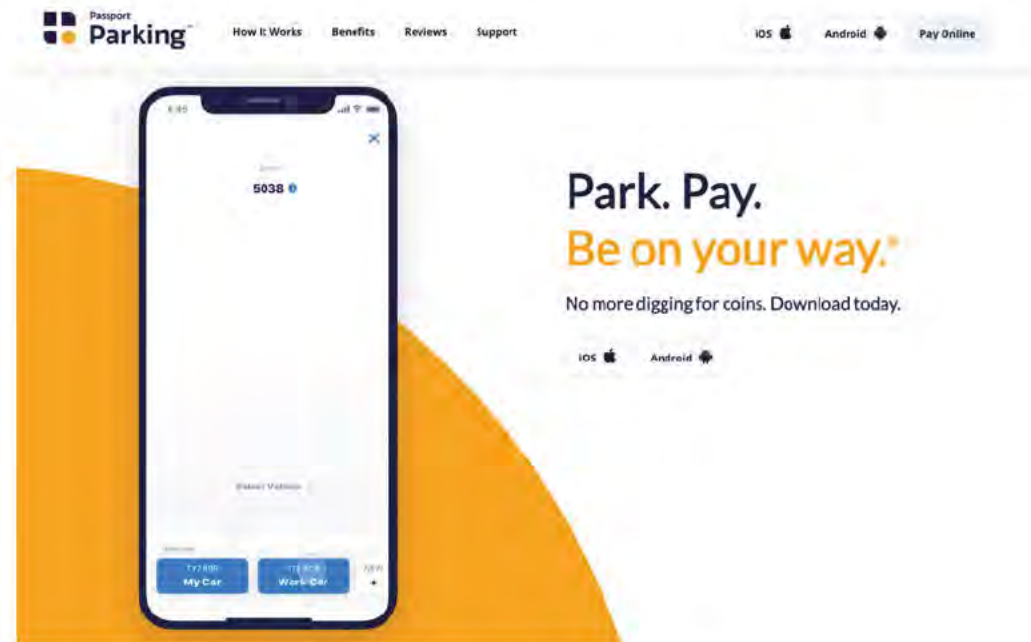 Passport
Parking
How It Works Benefits Reviews Support
iOS Android Pay Online
5038
Park. Pay.
Be on your way.®
No more digging for coins. Download today.
iOS Android
Select Vehicle
NEW
My Car Work Car +